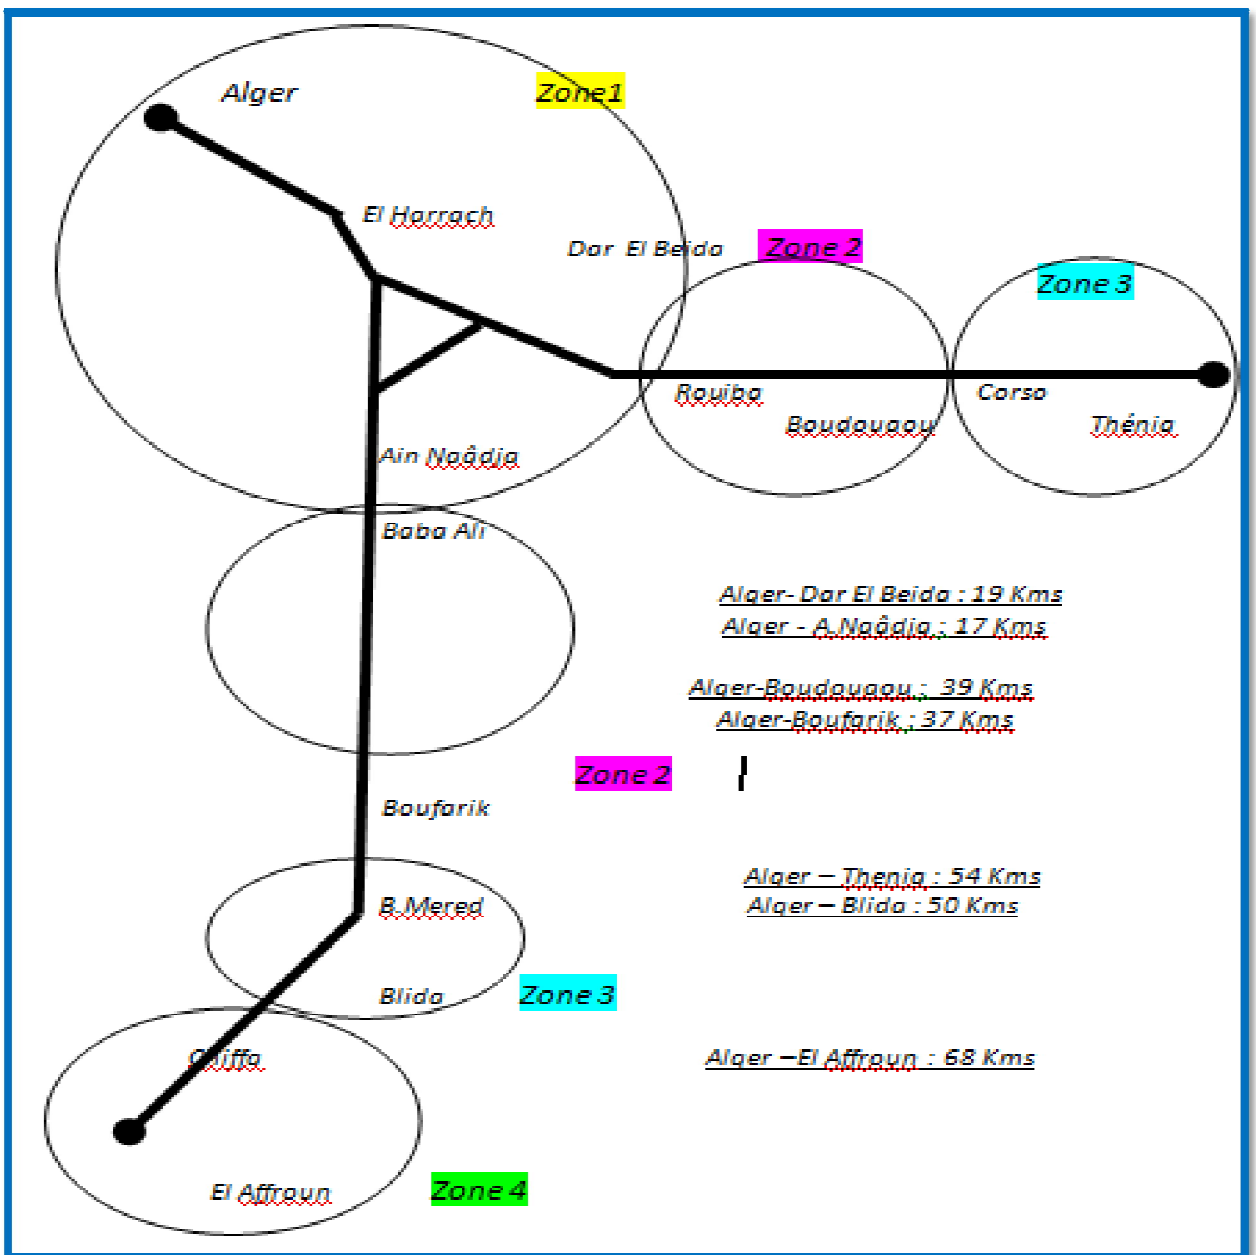 Alger
Zone1
El Harrach
Dar El Beida
Zone 2
Zone 3
Rouiba
Corso
Boudouaou
Thénia
Ain Naâdja
Baba Ali
Alger- Dar El Beida : 19 Kms
Alger - A.Naâdja : 17 Kms
Alger-Boudouaou : 39 Kms
Alger-Boufarik : 37 Kms
Zone 2
Boufarik
Alger – Thenia : 54 Kms
B.Mered
Alger – Blida : 50 Kms
Blida
Zone 3
Chiffa
Alger –El Affroun : 68 Kms
El Affroun
Zone 4